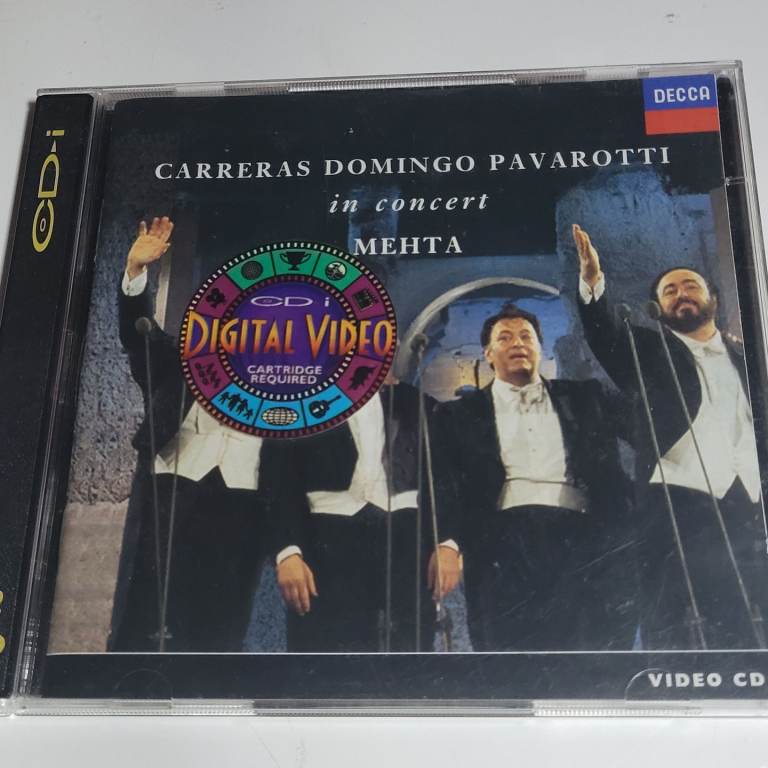 CD-i
DECCA
CARRERAS DOMINGO PAVAROTTI
in concert
MEHTA
CD i
DIGITAL VIDEO
CARTRIDGE
REQUIRED
VIDEO CD